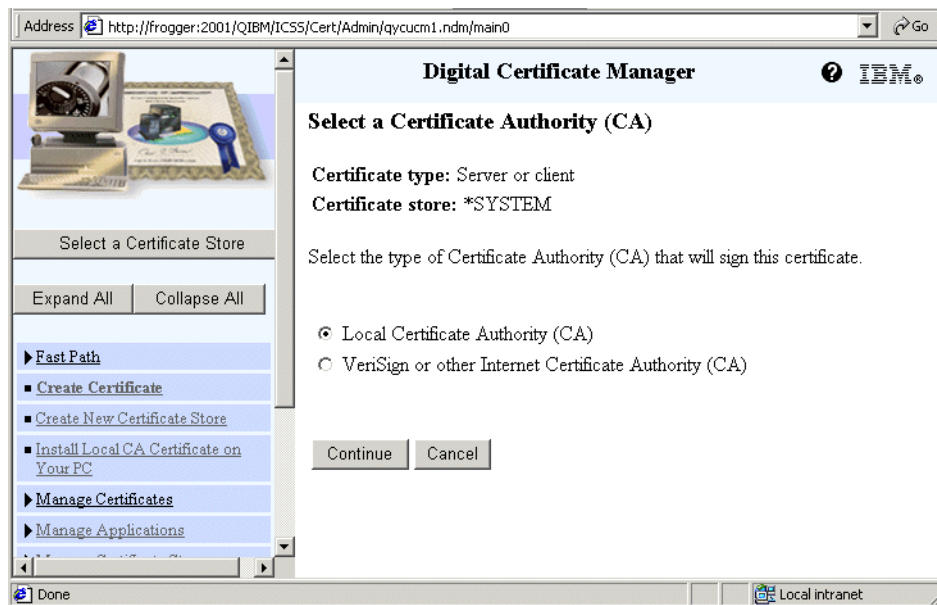 Address http://frogger:2001/QIBM/ICSS/Cert/Admin/qycucm1.ndm/main0 Go
Digital Certificate Manager
IBM®
Select a Certificate Store
Expand All
Collapse All
Fast Path
Create Certificate
Create New Certificate Store
Install Local CA Certificate on
Your PC
Manage Certificates
Manage Applications
Select a Certificate Authority (CA)
Certificate type: Server or client
Certificate store: *SYSTEM
Select the type of Certificate Authority (CA) that will sign this certificate.
Local Certificate Authority (CA)
VeriSign or other Internet Certificate Authority (CA)
Continue
Cancel
Done
Local intranet